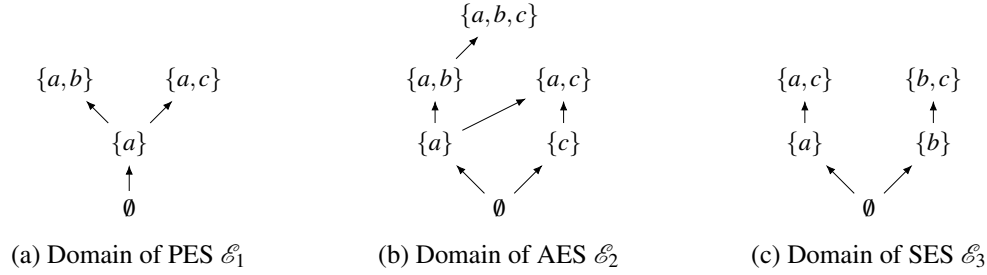 {a,b,c}
{a,b} {a,c} {a,b} {a,c} {a,c} {b,c}
{a} {a} {c} {a} {b}
∅ ∅ ∅
(a) Domain of PES ℰ₁ (b) Domain of AES ℰ₂ (c) Domain of SES ℰ₃